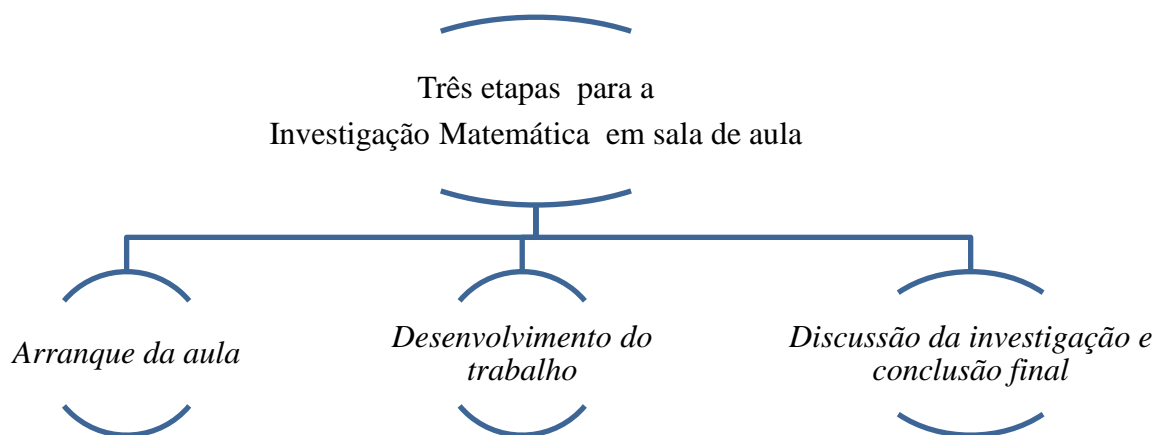 Três etapas para a
Investigação Matemática em sala de aula
Arranque da aula
Desenvolvimento do
trabalho
Discussão da investigação e
conclusão final